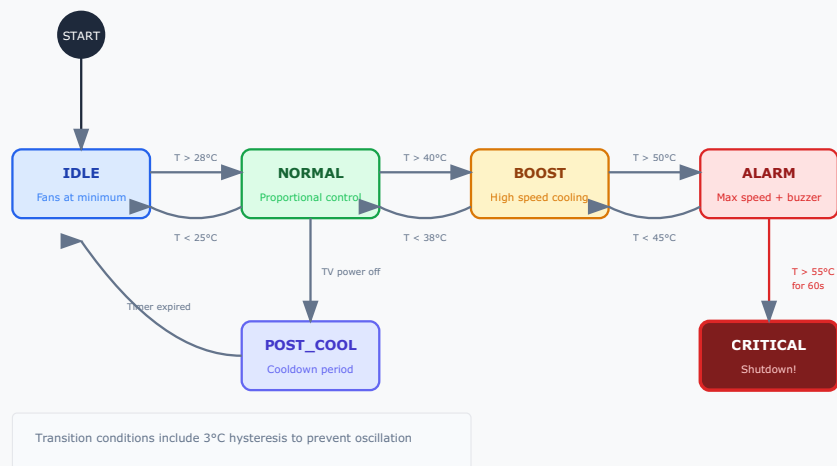 START
IDLE
Fans at minimum
T > 28°C
NORMAL
Proportional control
T > 40°C
BOOST
High speed cooling
T > 50°C
ALARM
Max speed + buzzer
T < 25°C
T < 38°C
T < 45°C
TV power off
T > 55°C
for 60s
Timer expired
POST_COOL
Cooldown period
CRITICAL
Shutdown!
Transition conditions include 3°C hysteresis to prevent oscillation